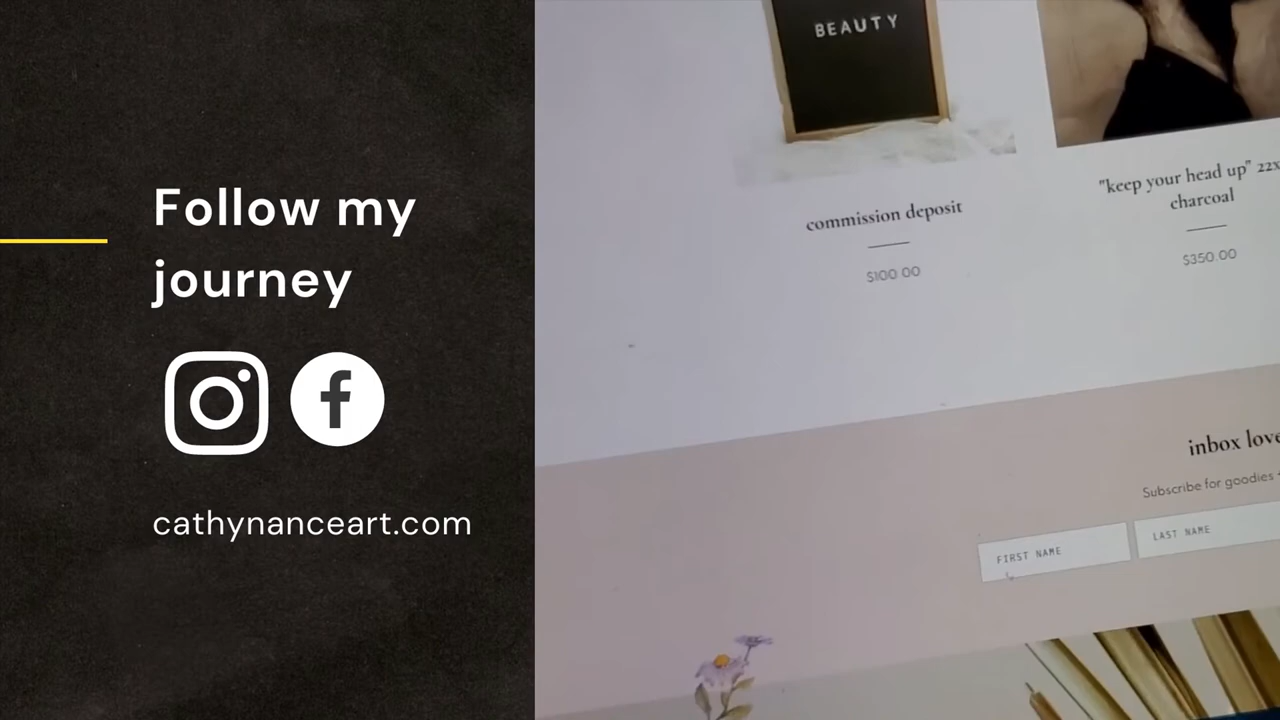 Follow my
journey
cathynanceart.com
BEAUTY
commission deposit
$100.00
"keep your head up"
charcoal
$350.00
inbox love
Subscribe for goodies
FIRST NAME
LAST NAME